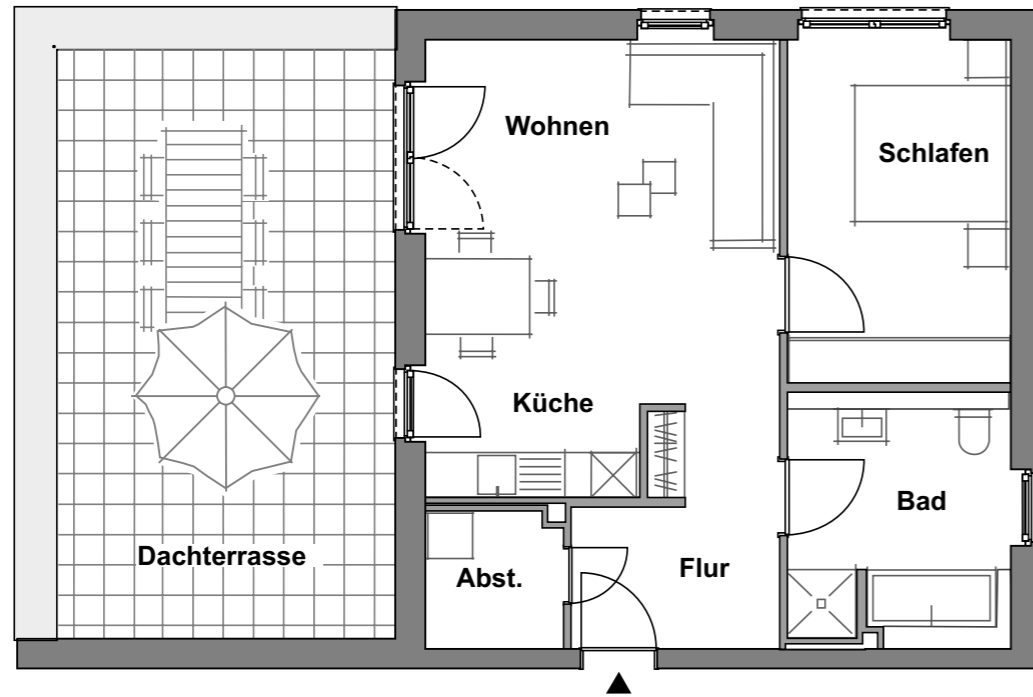 Wohnen
Schlafen
Küche
Bad
Dachterrasse
Abst.
Flur